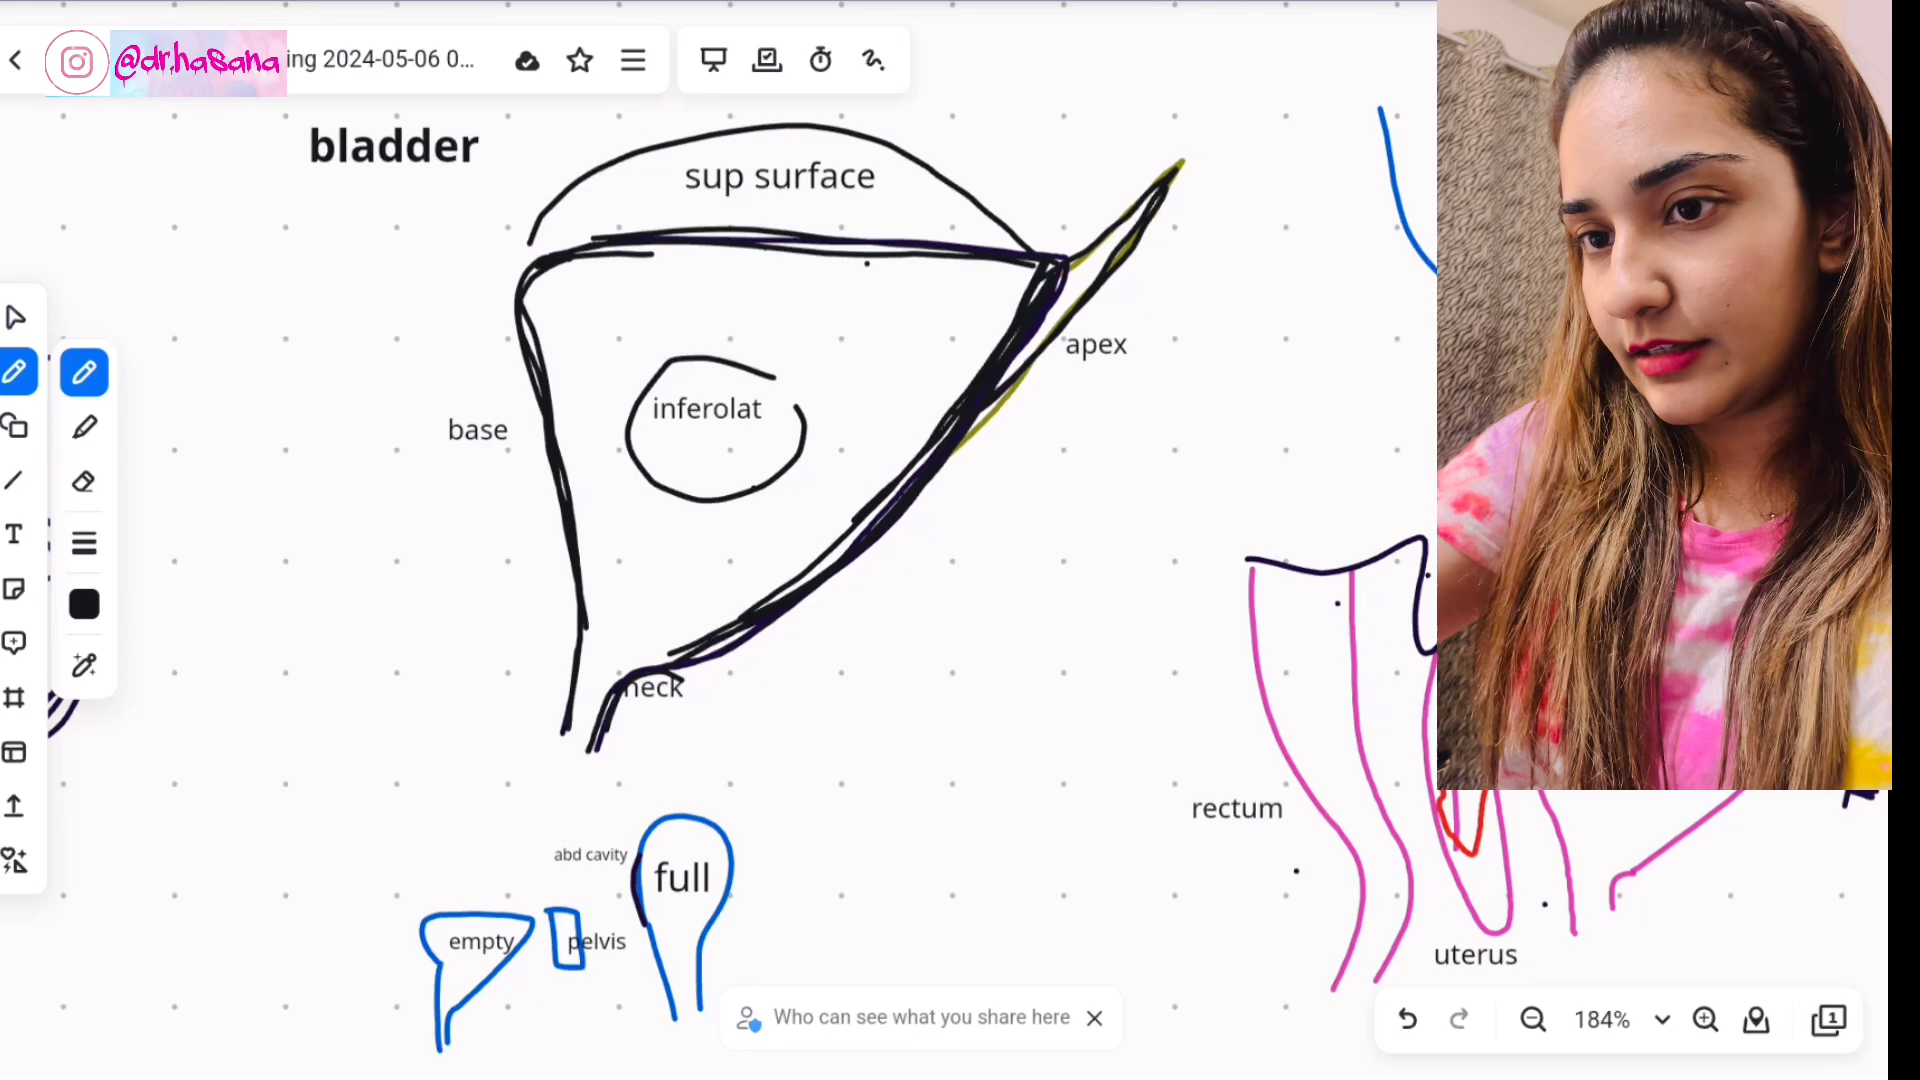 @dr.hasana
ing 2024-05-06 0...
bladder
sup surface
apex
inferolat
base
neck
rectum
abd cavity
full
empty
pelvis
uterus
Who can see what you share here
184%
1
T